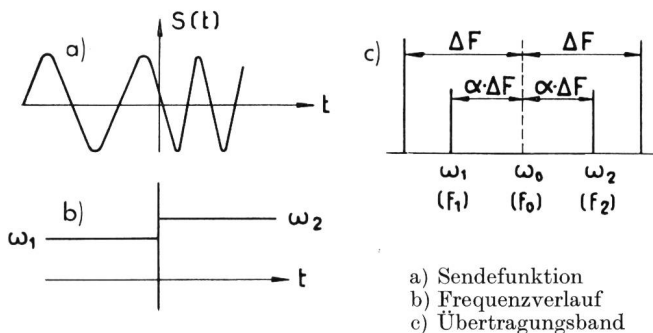 a)
S(t)
t
b)
ω₁
ω₂
t
c)
ΔF
ΔF
α·ΔF
α·ΔF
ω₁
ω₀
ω₂
(F₁)
(F₀)
(F₂)
a) Sendefunktion
b) Frequenzverlauf
c) Übertragungsband